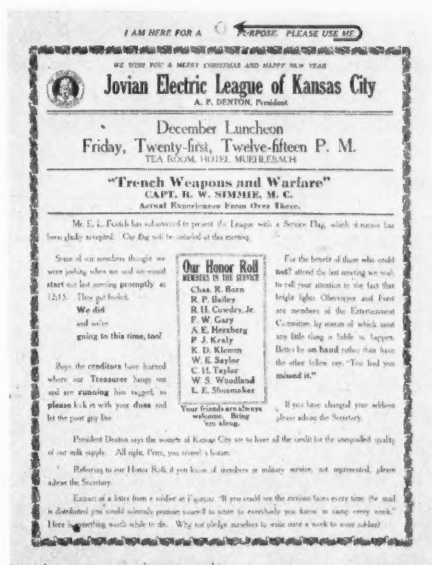 I AM HERE FOR A PURPOSE. PLEASE USE ME
WE WISH YOU A MERRY CHRISTMAS AND HAPPY NEW YEAR
Jovian Electric League of Kansas City
A. P. DENTON, President
December Luncheon
Friday, Twenty-first, Twelve-fifteen P. M.
TEA ROOM, HOTEL MUEHLEBACH
"Trench Weapons and Warfare"
CAPT. R. W. SIMMIE, M. C.
Actual Experiences From Over There.
Mr. E. L. has volunteered to present the League with a Service Flag, which has
been gladly accepted. Our flag will be unfurled at this meeting.
Some of our members thought we
were joking when we said we would
start our last meeting promptly at
12:15. They got fooled.
We did
and we're
going to this time, too!
Boys, the creditors have learned
where our Treasurer hangs out
and are running him ragged, so
please kick in with your dues and
let the poor guy live.
Our Honor Roll
MEMBERS IN THE SERVICE
Chas. R. Horn
R. P. Bailey
R. H. Cowdry, Jr.
F. W. Gary
A. E. Herzberg
P. J. Kealy
K. D. Klemm
W. E. Saylor
C. H. Taylor
W. S. Woodland
L. E. Shoemaker
Your friends are always
welcome. Bring
'em along.
For the benefit of those who could
not? attend the last meeting we wish
to call your attention to the fact that
bright lights and Ford
are members of the Entertainment
Committee, by reason of which most
any little thing is liable to happen.
Better be on hand rather than have
the other fellow say, "You had you
missed it."
If you have changed your address
please advise the Secretary.
President Denton says the women of Kansas City are to have all the credit for the unequalled quality
of our milk supply. All right, Penn, you scored a
Referring to our Honor Roll, if you know of members in military service, not represented, please
advise the Secretary.
Extract of a letter from a soldier at "If you could see the anxious faces every time the mail
is distributed you would solemnly promise yourself to write to everybody you know in camp every week."
Here is something worth while to do. Why not pledge ourselves to write once a week to some soldier?